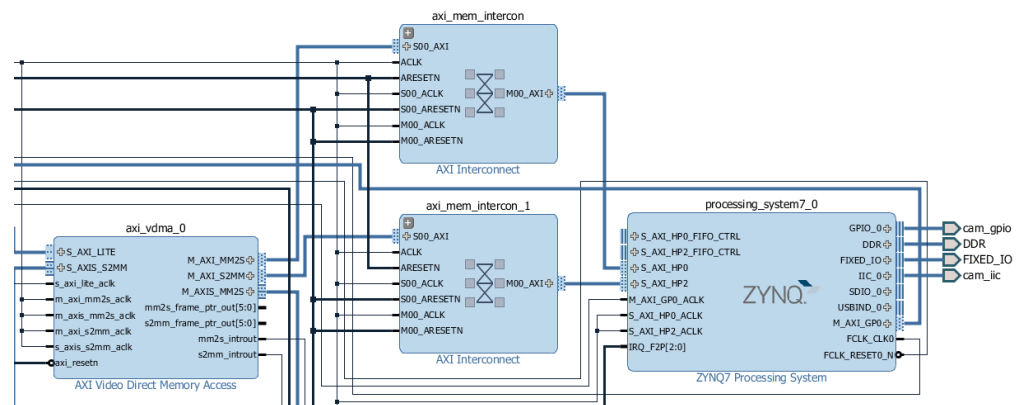 axi_mem_intercon
S00_AXI
ACLK
ARESETN
S00_ACLK
M00_AXI
S00_ARESETN
M00_ACLK
M00_ARESETN
AXI Interconnect
axi_mem_intercon_1
S00_AXI
ACLK
ARESETN
S00_ACLK
M00_AXI
S00_ARESETN
M00_ACLK
M00_ARESETN
AXI Interconnect
axi_vdma_0
S_AXI_LITE
S_AXIS_S2MM
s_axi_lite_aclk
m_axi_mm2s_aclk
m_axis_mm2s_aclk
m_axi_s2mm_aclk
s_axis_s2mm_aclk
axi_resetn
M_AXI_MM2S
M_AXI_S2MM
M_AXIS_MM2S
mm2s_frame_ptr_out[5:0]
s2mm_frame_ptr_out[5:0]
mm2s_introut
s2mm_introut
AXI Video Direct Memory Access
processing_system7_0
S_AXI_HP0_FIFO_CTRL
S_AXI_HP2_FIFO_CTRL
S_AXI_HP0
S_AXI_HP2
M_AXI_GP0_ACLK
S_AXI_HP0_ACLK
S_AXI_HP2_ACLK
IRQ_F2P[2:0]
ZYNQ
GPIO_0
DDR
FIXED_IO
IIC_0
SDIO_0
USBIND_0
M_AXI_GP0
FCLK_CLK0
FCLK_RESET0_N
ZYNQ7 Processing System
cam_gpio
DDR
FIXED_IO
cam_iic